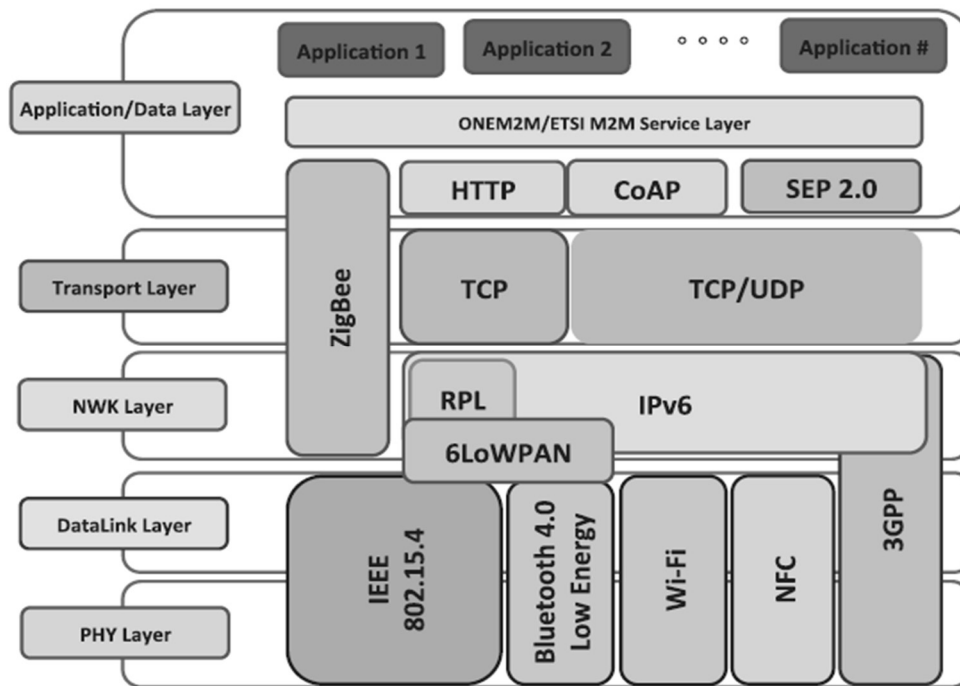 Application 1
Application 2
Application #
Application/Data Layer
ONEM2M/ETSI M2M Service Layer
HTTP
CoAP
SEP 2.0
Transport Layer
ZigBee
TCP
TCP/UDP
NWK Layer
RPL
IPv6
6LoWPAN
DataLink Layer
IEEE
802.15.4
Bluetooth 4.0
Low Energy
Wi-Fi
NFC
3GPP
PHY Layer